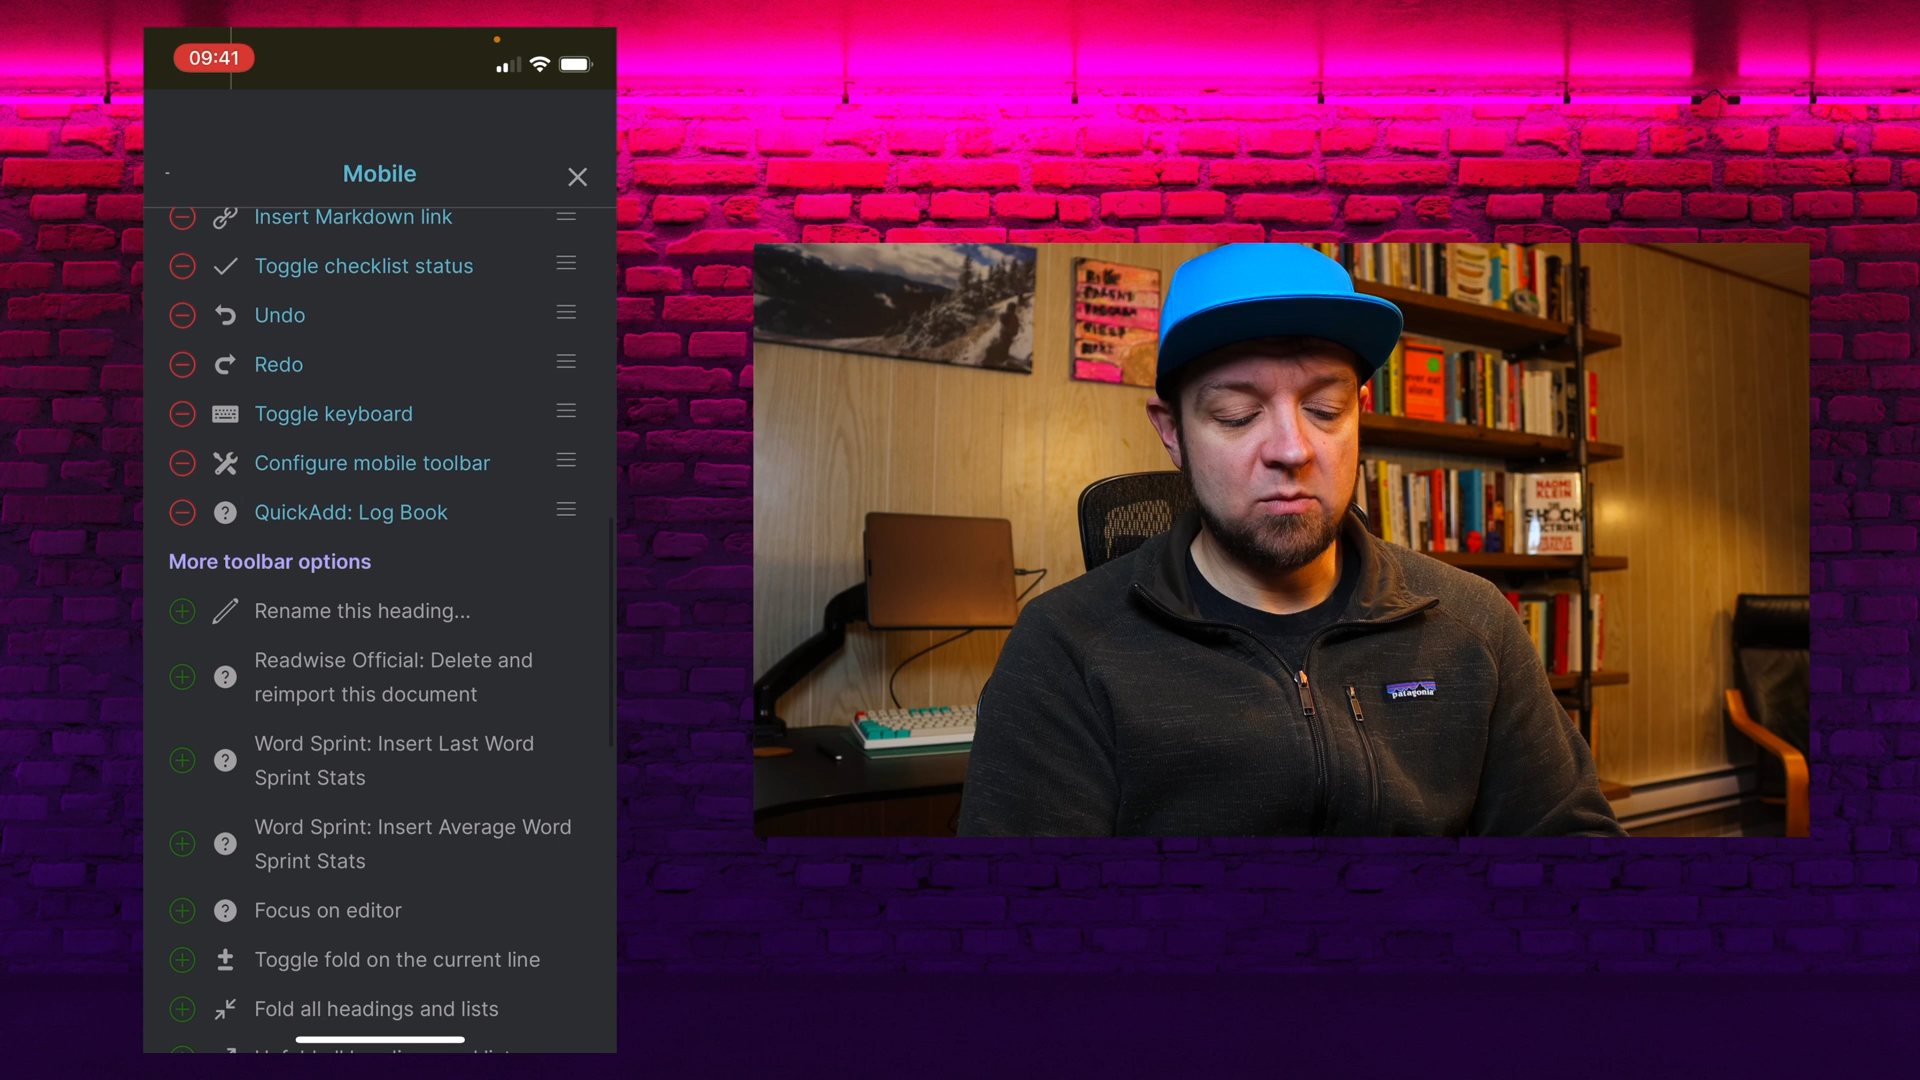 09:41
Mobile
Insert Markdown link
Toggle checklist status
Undo
Redo
Toggle keyboard
Configure mobile toolbar
QuickAdd: Log Book
More toolbar options
Rename this heading...
Readwise Official: Delete and
reimport this document
Word Sprint: Insert Last Word
Sprint Stats
Word Sprint: Insert Average Word
Sprint Stats
Focus on editor
Toggle fold on the current line
Fold all headings and lists
patagonia
NAOMI
KLEIN
SHOCK